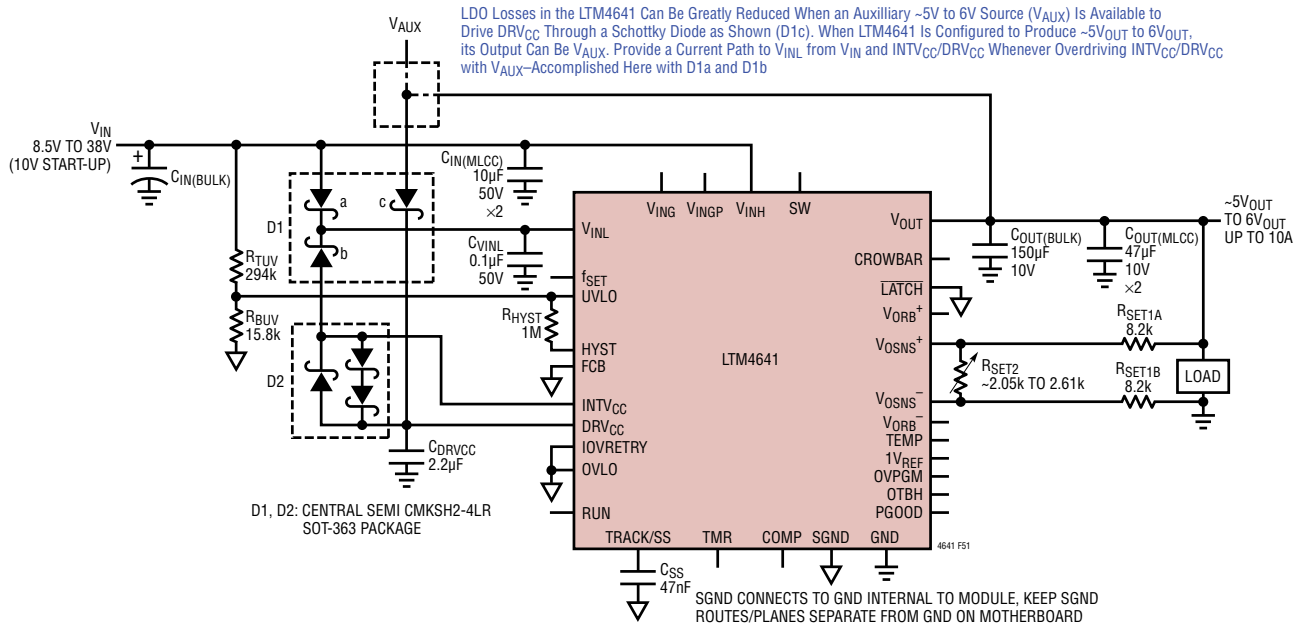 LDO Losses in the LTM4641 Can Be Greatly Reduced When an Auxilliary ~5V to 6V Source (VAUX) Is Available to
Drive DRVCC Through a Schottky Diode as Shown (D1c). When LTM4641 Is Configured to Produce ~5VOUT to 6VOUT,
its Output Can Be VAUX. Provide a Current Path to VINL from VIN and INTVCC/DRVCC Whenever Overdriving INTVCC/DRVCC
with VAUX–Accomplished Here with D1a and D1b
VAUX
VIN
8.5V TO 38V
(10V START-UP)
+
CIN(BULK)
CIN(MLCC)
10µF
50V
×2
D1
a
c
b
CVINL
0.1µF
50V
RTUV
294k
RBUV
15.8k
RHYST
1M
D2
CDRVCC
2.2µF
D1, D2: CENTRAL SEMI CMKSH2-4LR
SOT-363 PACKAGE
VING
VINGP
VINH
SW
VINL
fSET
UVLO
HYST
FCB
INTVCC
DRVCC
IOVRETRY
OVLO
RUN
LTM4641
TRACK/SS
TMR
COMP
SGND
GND
VOUT
CROWBAR
LATCH
VORB+
VOSNS+
VOSNS–
VORB–
TEMP
1VREF
OVPGM
OTBH
PGOOD
COUT(BULK)
150µF
10V
COUT(MLCC)
47µF
10V
×2
~5VOUT
TO 6VOUT
UP TO 10A
RSET1A
8.2k
RSET2
~2.05k TO 2.61k
RSET1B
8.2k
LOAD
4641 F51
CSS
47nF
SGND CONNECTS TO GND INTERNAL TO MODULE, KEEP SGND
ROUTES/PLANES SEPARATE FROM GND ON MOTHERBOARD